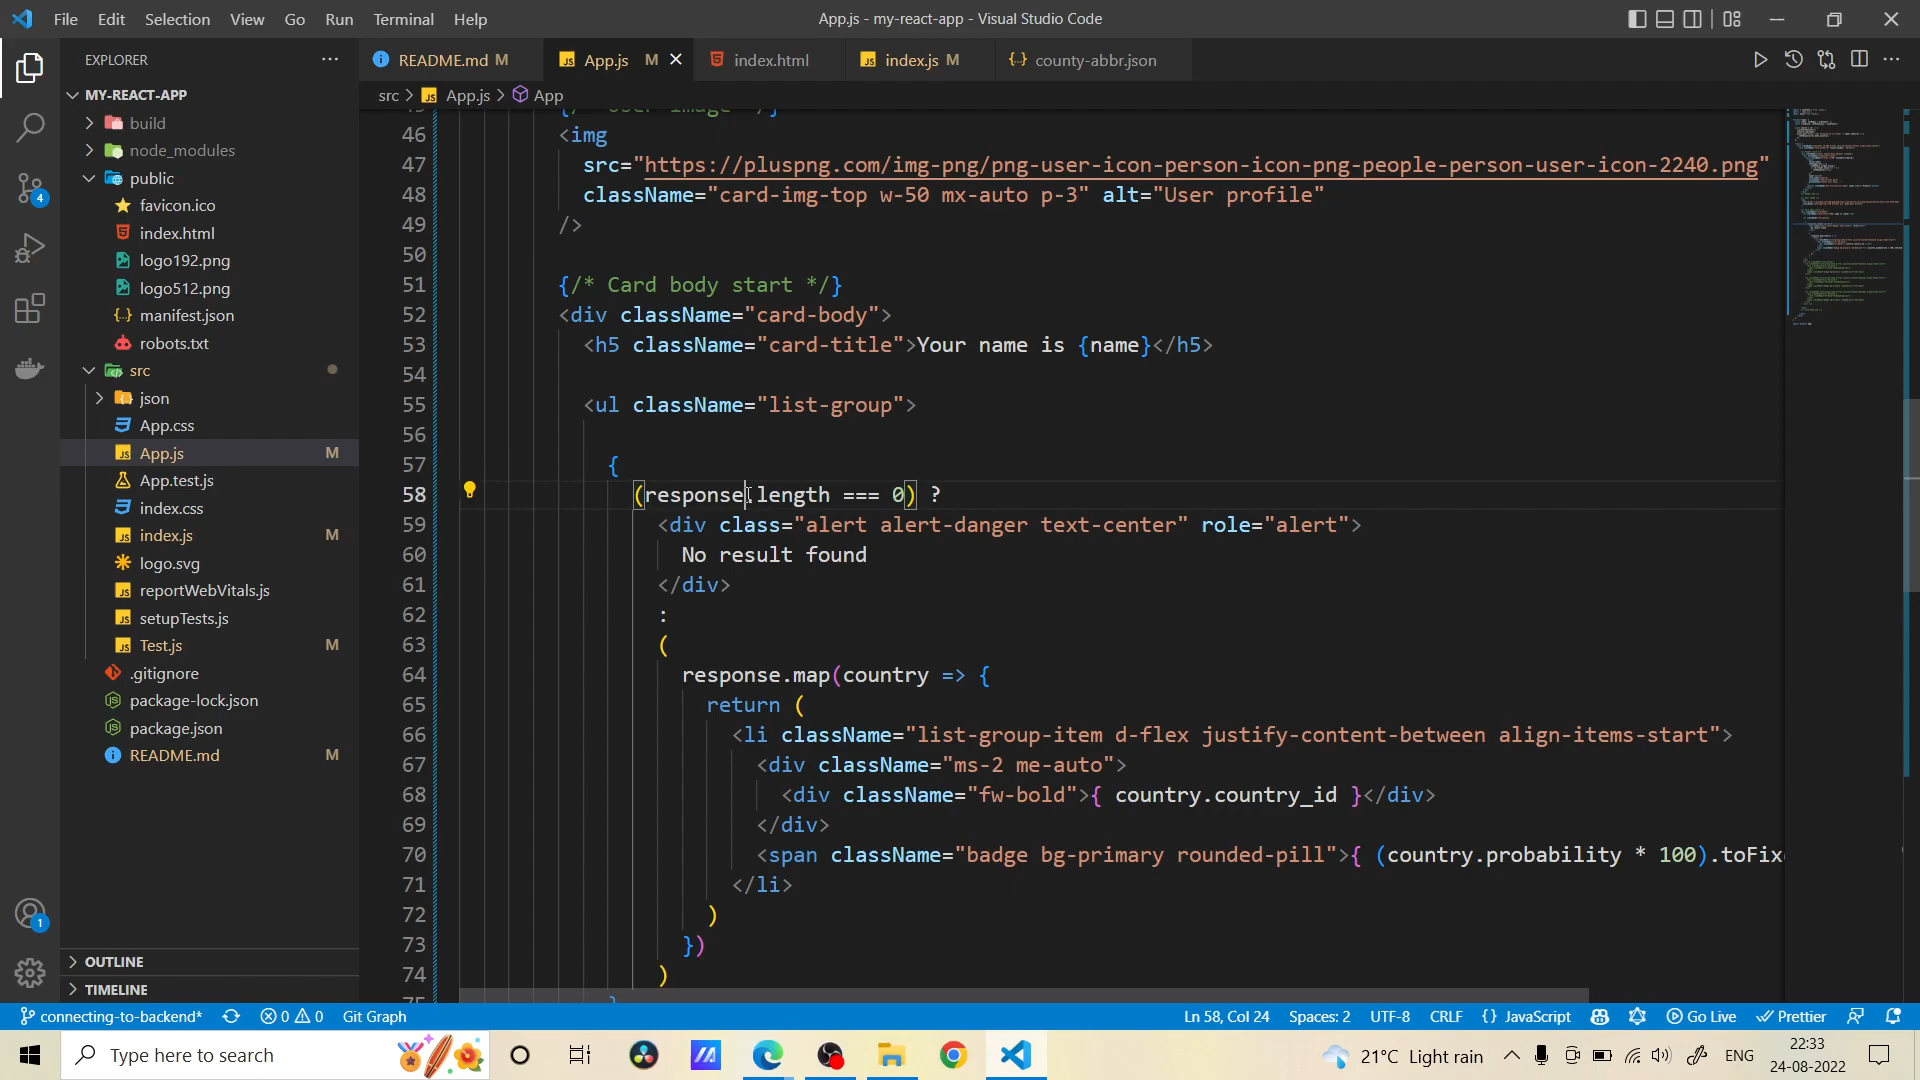 File Edit Selection View Go Run Terminal Help
App.js - my-react-app - Visual Studio Code
EXPLORER
README.md M
App.js M
index.html
index.js M
county-abbr.json
MY-REACT-APP
src > App.js > App
build
node_modules
public
favicon.ico
index.html
logo192.png
logo512.png
manifest.json
robots.txt
src
json
App.css
App.js M
App.test.js
index.css
index.js M
logo.svg
reportWebVitals.js
setupTests.js
Test.js M
.gitignore
package-lock.json
package.json
README.md M
OUTLINE
TIMELINE
4
1
46 <img
47 src="https://pluspng.com/img-png/png-user-icon-person-icon-png-people-person-user-icon-2240.png"
48 className="card-img-top w-50 mx-auto p-3" alt="User profile"
49 />
50
51 {/* Card body start */}
52 <div className="card-body">
53 <h5 className="card-title">Your name is {name}</h5>
54
55 <ul className="list-group">
56
57 {
58 (response.length === 0) ?
59 <div class="alert alert-danger text-center" role="alert">
60 No result found
61 </div>
62 :
63 (
64 response.map(country => {
65 return (
66 <li className="list-group-item d-flex justify-content-between align-items-start">
67 <div className="ms-2 me-auto">
68 <div className="fw-bold">{ country.country_id }</div>
69 </div>
70 <span className="badge bg-primary rounded-pill">{ (country.probability * 100).toFix
71 </li>
72 )
73 })
74 )
connecting-to-backend* 0 0 Git Graph
Ln 58, Col 24 Spaces: 2 UTF-8 CRLF {} JavaScript Go Live Prettier
Type here to search
21°C Light rain
ENG
22:33
24-08-2022